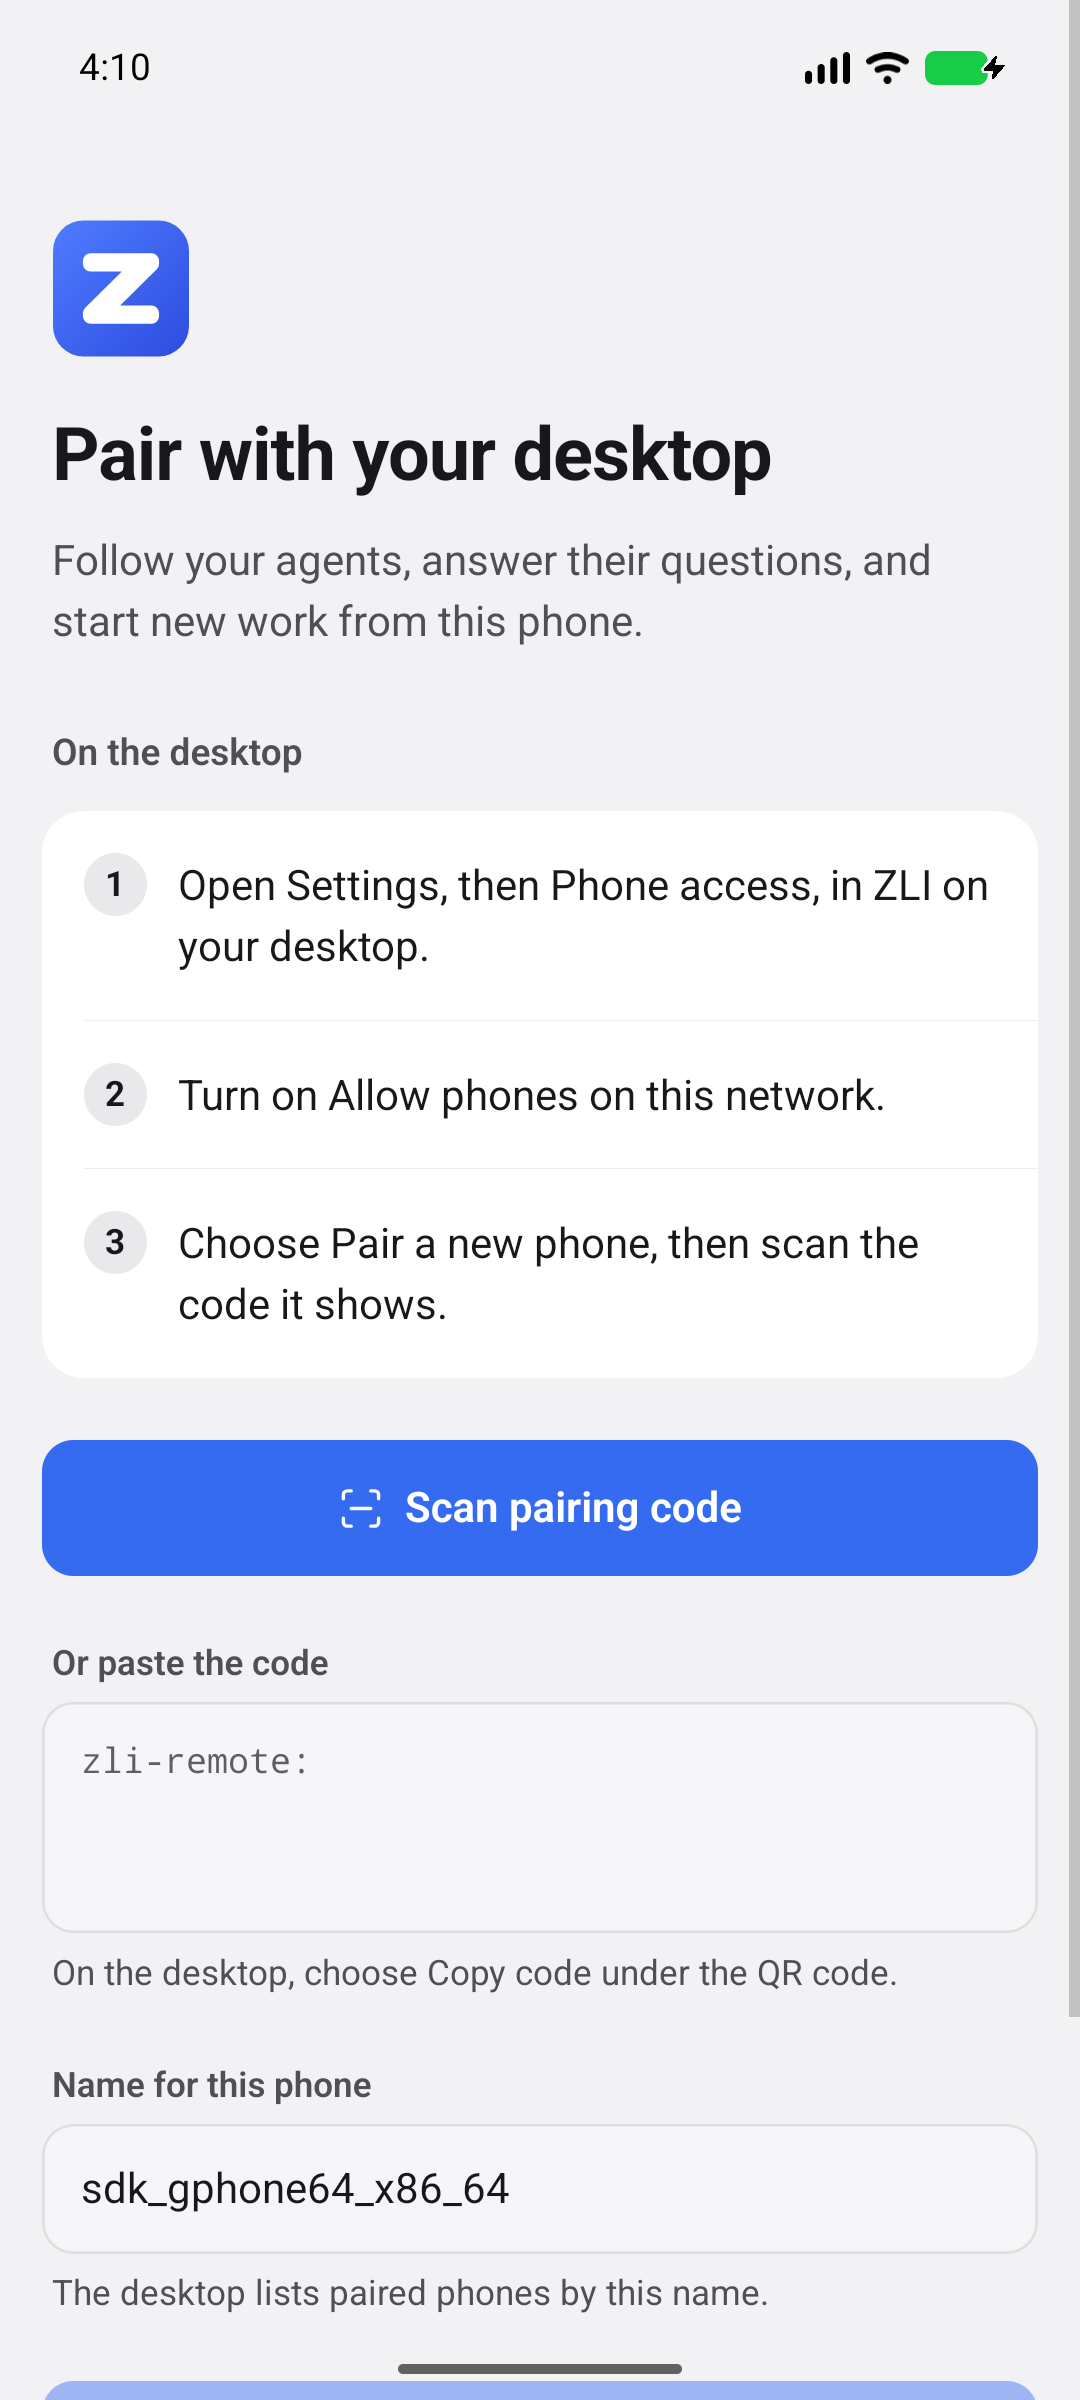 4:10
Z
Pair with your desktop
Follow your agents, answer their questions, and
start new work from this phone.
On the desktop
1 Open Settings, then Phone access, in ZLI on
your desktop.
2 Turn on Allow phones on this network.
3 Choose Pair a new phone, then scan the
code it shows.
Scan pairing code
Or paste the code
zli-remote:
On the desktop, choose Copy code under the QR code.
Name for this phone
sdk_gphone64_x86_64
The desktop lists paired phones by this name.